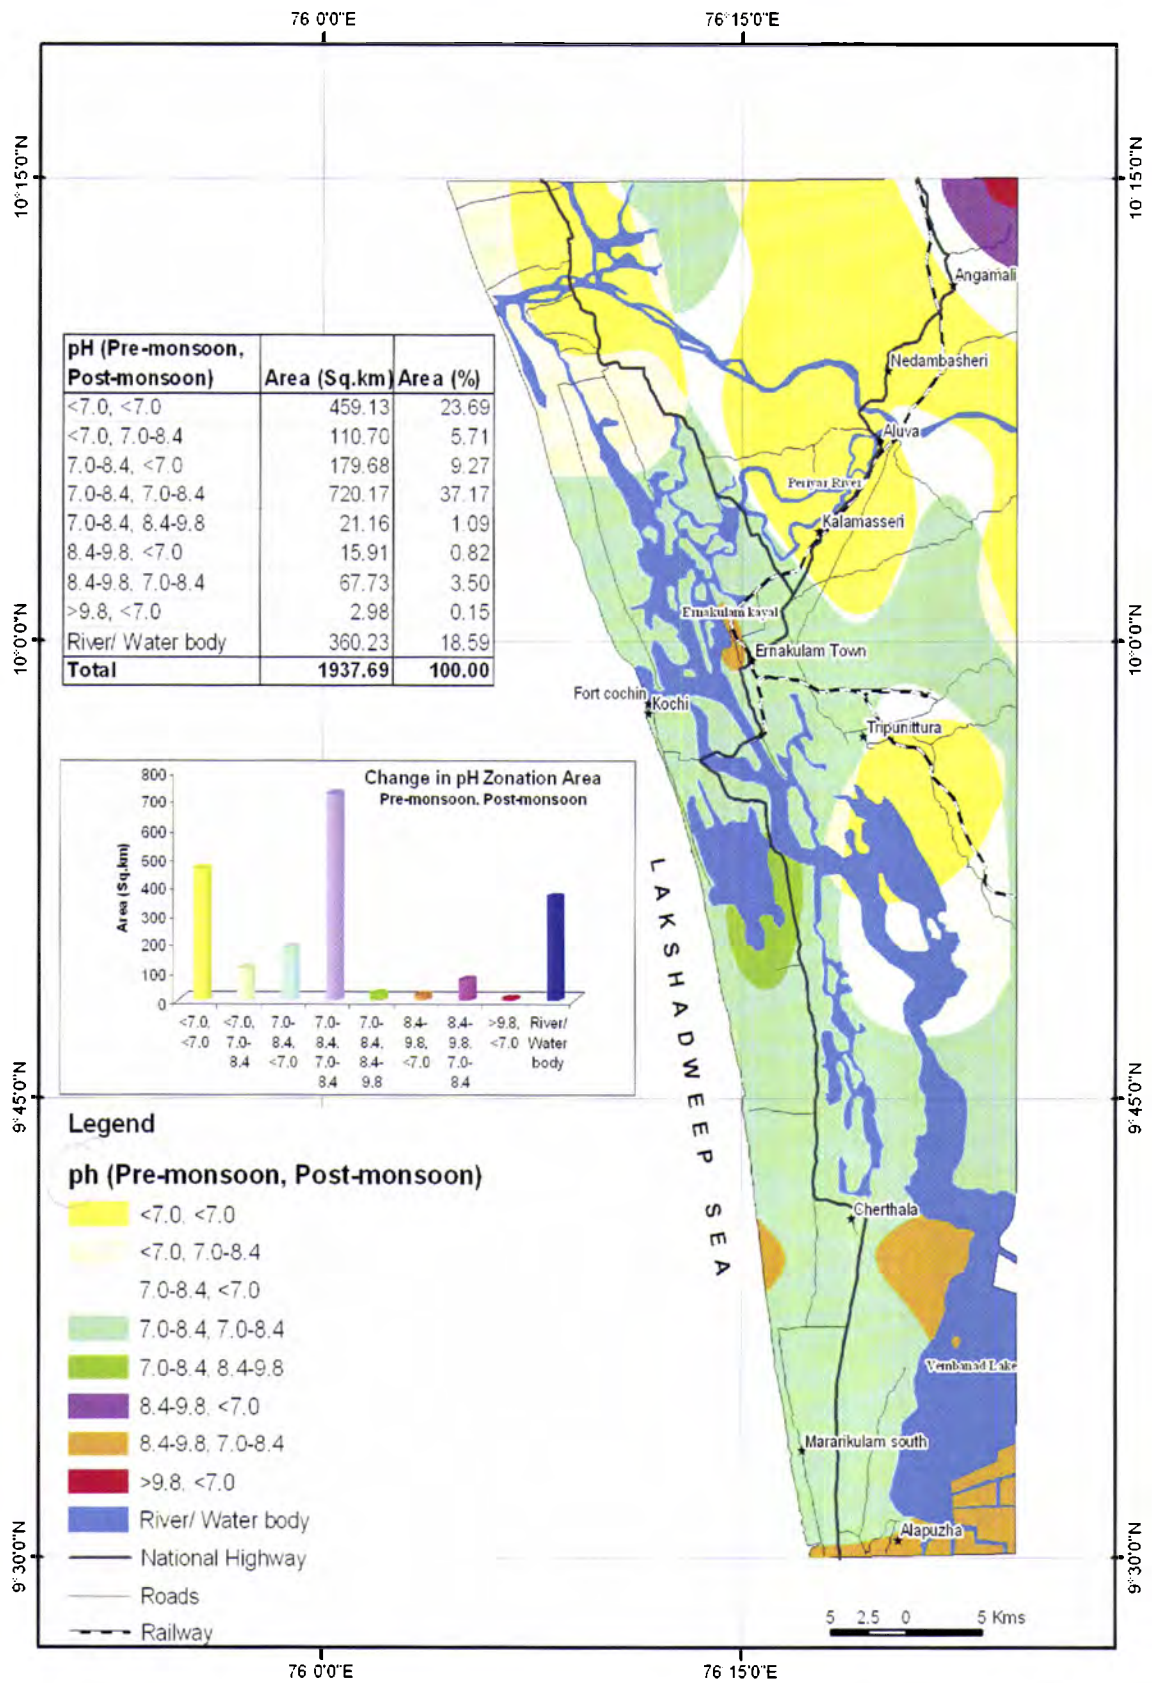 76 0'0"E
76°15'0"E
10°15'0"N
10°15'0"N
Angamali
Nedambasheri
pH (Pre-monsoon, Post-monsoon) Area (Sq.km) Area (%)
<7.0, <7.0 459.13 23.69
<7.0, 7.0-8.4 110.70 5.71
7.0-8.4, <7.0 179.68 9.27
7.0-8.4, 7.0-8.4 720.17 37.17
7.0-8.4, 8.4-9.8 21.16 1.09
8.4-9.8, <7.0 15.91 0.82
8.4-9.8, 7.0-8.4 67.73 3.50
>9.8, <7.0 2.98 0.15
River/ Water body 360.23 18.59
Total 1937.69 100.00
Aluva
Periyar River
Kalamasseri
Ernakulam kayal
10°0'0"N
10°0'0"N
Ernakulam Town
Fort cochin
Kochi
Tripunittura
Change in pH Zonation Area
Pre-monsoon. Post-monsoon
Area (Sq.km)
800
700
600
500
400
300
200
100
0
<7.0, <7.0
<7.0, 7.0-8.4
7.0-8.4, <7.0
7.0-8.4, 7.0-8.4
7.0-8.4, 8.4-9.8
8.4-9.8, <7.0
8.4-9.8, 7.0-8.4
>9.8, <7.0
River/ Water body
LAKSHADWEEP SEA
9°45'0"N
9°45'0"N
Legend
ph (Pre-monsoon, Post-monsoon)
<7.0, <7.0
<7.0, 7.0-8.4
7.0-8.4, <7.0
7.0-8.4, 7.0-8.4
7.0-8.4, 8.4-9.8
8.4-9.8, <7.0
8.4-9.8, 7.0-8.4
>9.8, <7.0
River/ Water body
National Highway
Roads
Railway
Cherthala
Vembanad Lake
Mararikulam south
Alapuzha
9°30'0"N
9°30'0"N
5 2.5 0 5 Kms
76 0'0"E
76 15'0"E